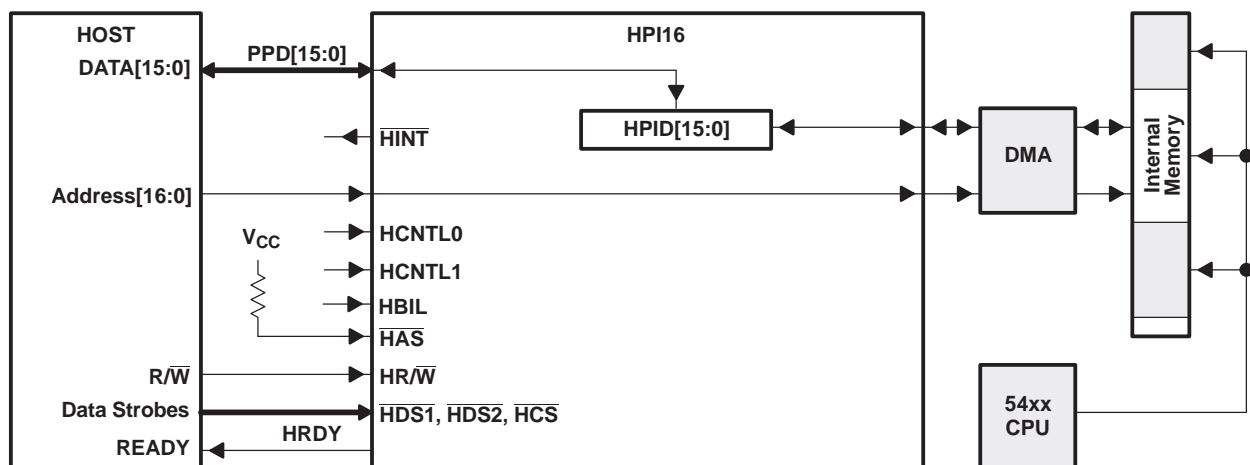 HOST
HPI16
DATA[15:0]
PPD[15:0]
HPID[15:0]
HINT
DMA
Internal
Memory
Address[16:0]
VCC
HCNTL0
HCNTL1
HBIL
HAS
R/W
HR/W
Data Strobes
HDS1, HDS2, HCS
READY
HRDY
54xx
CPU